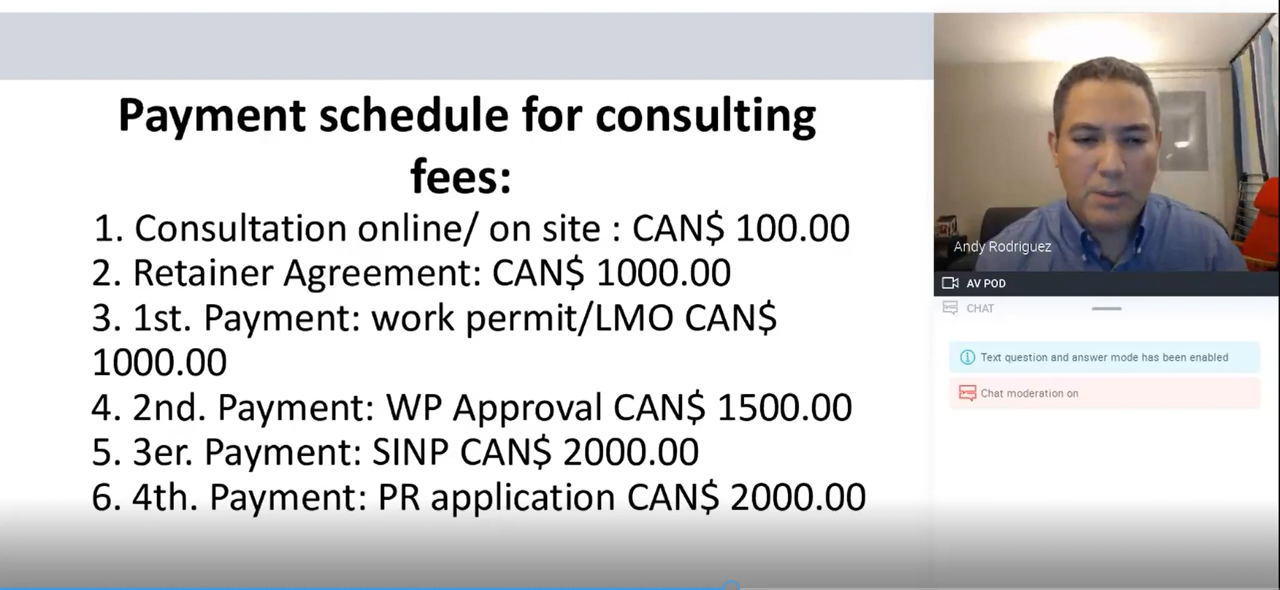 Payment schedule for consulting
fees:
1. Consultation online/ on site : CAN$ 100.00
2. Retainer Agreement: CAN$ 1000.00
3. 1st. Payment: work permit/LMO CAN$
1000.00
4. 2nd. Payment: WP Approval CAN$ 1500.00
5. 3er. Payment: SINP CAN$ 2000.00
6. 4th. Payment: PR application CAN$ 2000.00
Andy Rodriguez
AV POD
CHAT
Text question and answer mode has been enabled
Chat moderation on